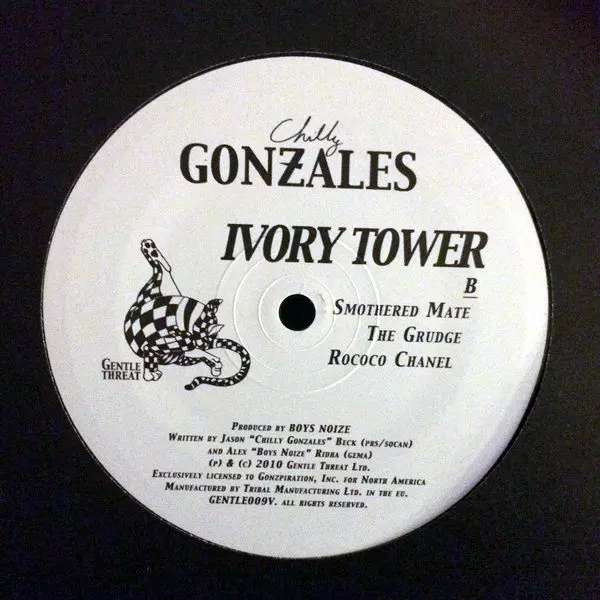 Chilly
GONZALES
IVORY TOWER
B
SMOTHERED MATE
THE GRUDGE
ROCOCO CHANEL
GENTLE
THREAT
PRODUCED BY BOYS NOIZE
WRITTEN BY JASON "CHILLY GONZALES" BECK (PRS/SOCAN)
AND ALEX "BOYS NOIZE" RIDHA (GEMA)
(P) & (C) 2010 GENTLE THREAT LTD.
EXCLUSIVELY LICENSED TO GONZPIRATION, INC. FOR NORTH AMERICA
MANUFACTURED BY TRIBAL MANUFACTURING LTD. IN THE EU.
GENTLE009V. ALL RIGHTS RESERVED.